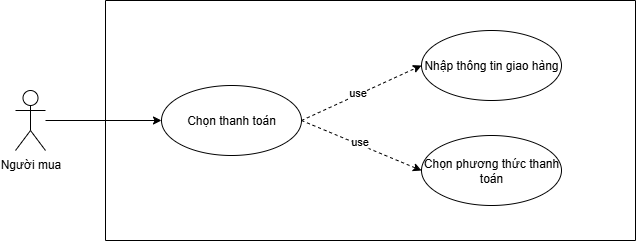 Nhập thông tin giao hàng
use
Chọn thanh toán
use
Người mua
Chọn phương thức thanh
toán